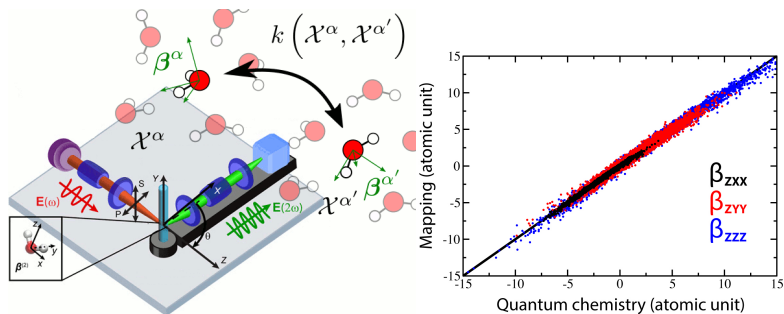 k (𝒳^α, 𝒳^α′)
β^α
𝒳^α
β^α′
𝒳^α′
Y
S
P
X
E(ω)
E(2ω)
θ
Z
z
y
x
β^(2)
Mapping (atomic unit)
15
10
5
0
-5
-10
-15
β_ZXX
β_ZYY
β_ZZZ
-15 -10 -5 0 5 10 15
Quantum chemistry (atomic unit)